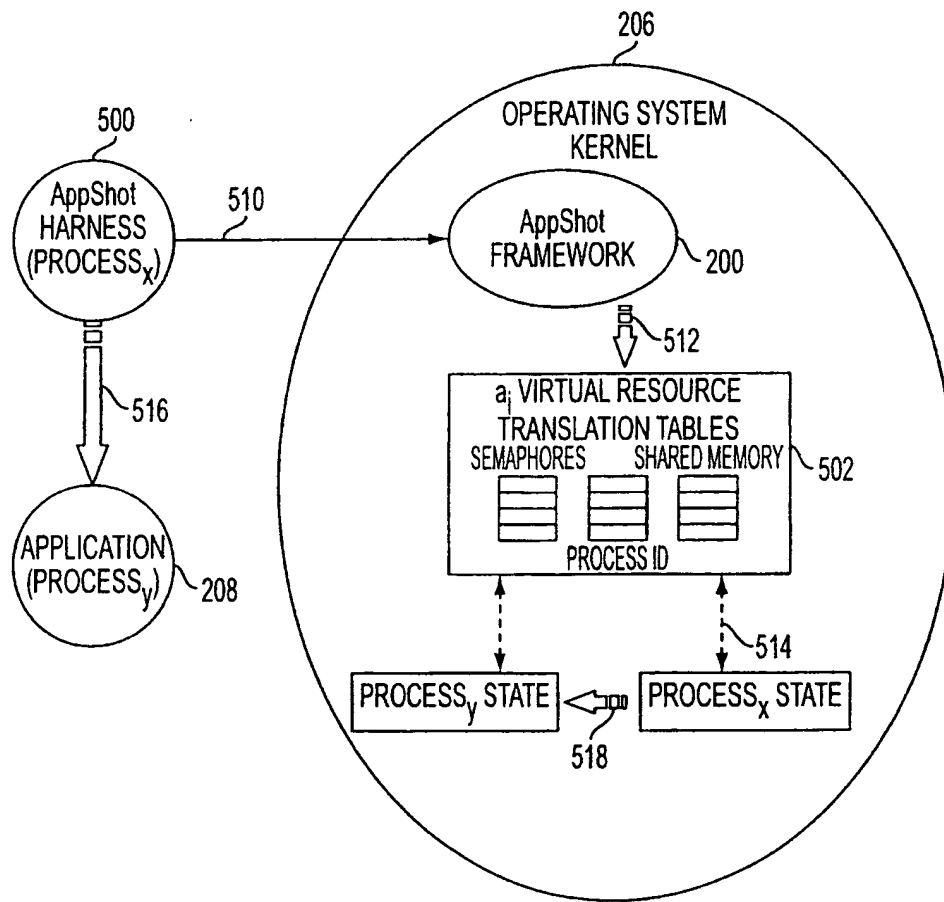 206
OPERATING SYSTEM
KERNEL
500
AppShot
HARNESS
(PROCESSx)
510
AppShot
FRAMEWORK
200
512
516
ai VIRTUAL RESOURCE
TRANSLATION TABLES
SEMAPHORES SHARED MEMORY
502
PROCESS ID
APPLICATION
(PROCESSy)
208
514
PROCESSy STATE
PROCESSx STATE
518